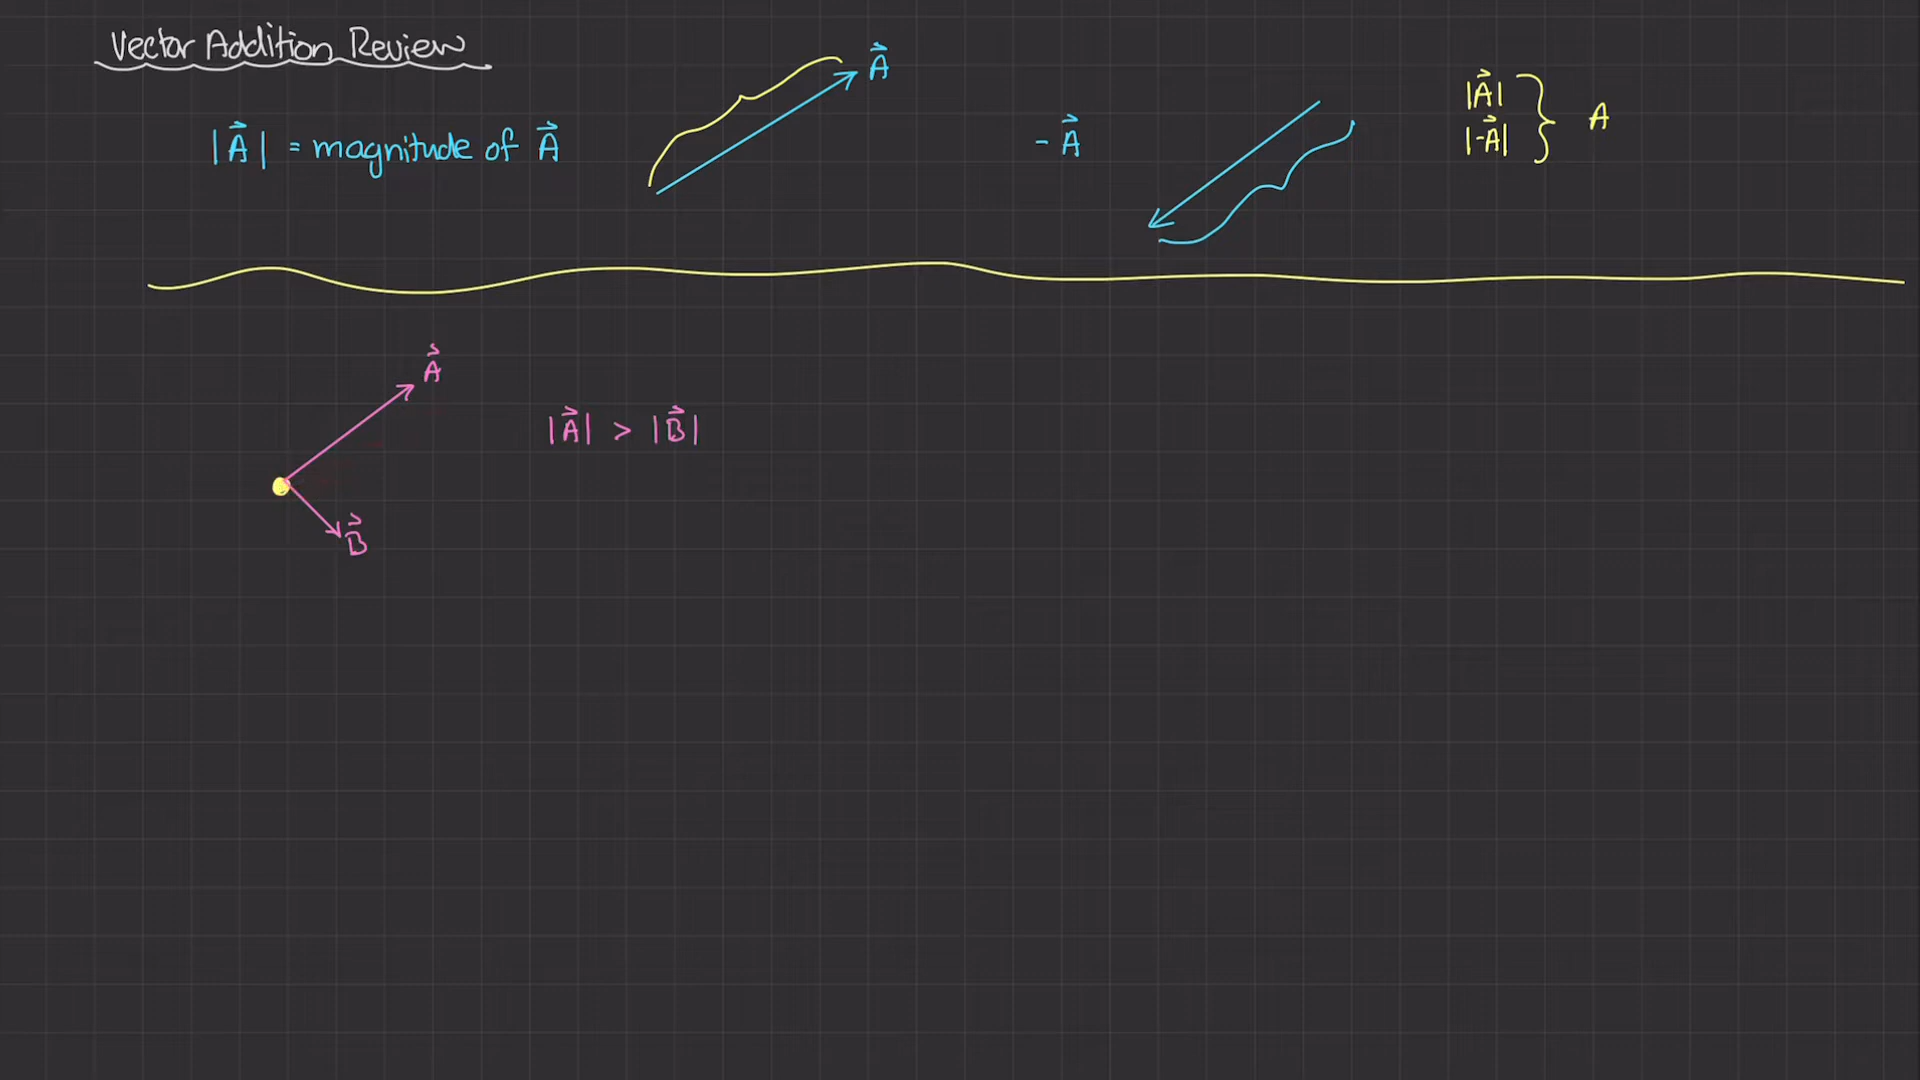 Vector Addition Review
|A⃗| = magnitude of A⃗
A⃗
-A⃗
|A⃗|
|-A⃗|
A
A⃗
|A⃗| > |B⃗|
B⃗